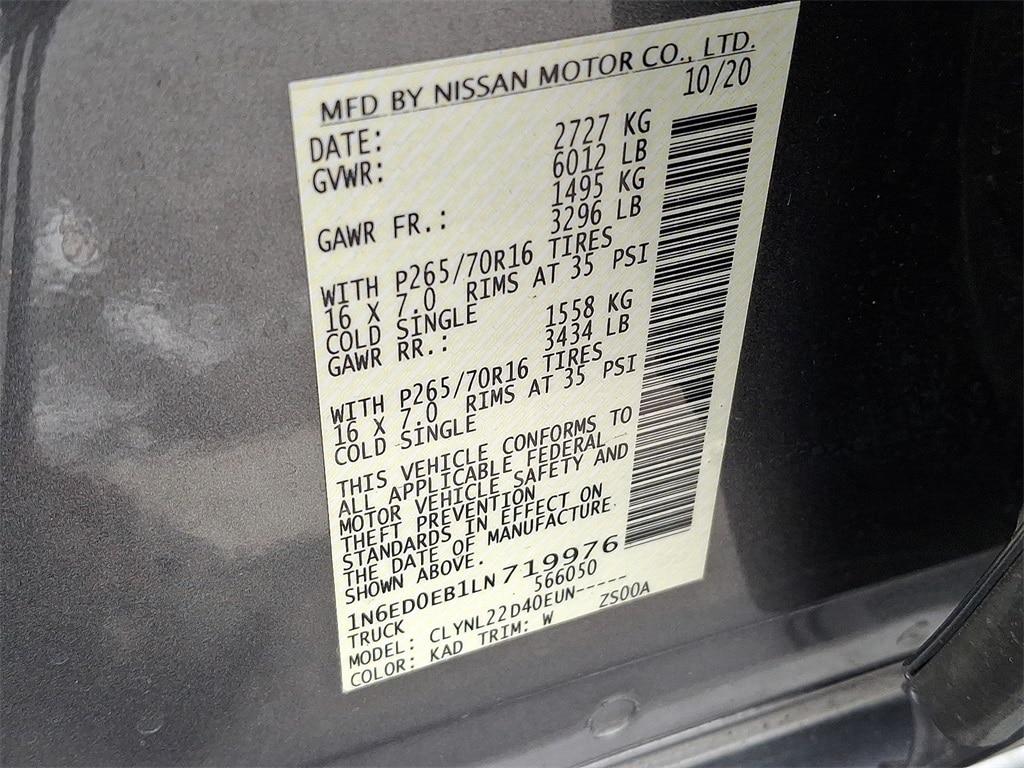 MFD BY NISSAN MOTOR CO., LTD.
DATE: 10/20
GVWR: 2727 KG
6012 LB
GAWR FR.: 1495 KG
3296 LB
WITH P265/70R16 TIRES
16 X 7.0 RIMS AT 35 PSI
COLD SINGLE
GAWR RR.: 1558 KG
3434 LB
WITH P265/70R16 TIRES
16 X 7.0 RIMS AT 35 PSI
COLD SINGLE
THIS VEHICLE CONFORMS TO
ALL APPLICABLE FEDERAL
MOTOR VEHICLE SAFETY AND
THEFT PREVENTION
STANDARDS IN EFFECT ON
THE DATE OF MANUFACTURE
SHOWN ABOVE.
1N6ED0EB1LN719976
TRUCK 566050
MODEL: CLYNL22D40EUN-----
COLOR: KAD TRIM: W ZS00A